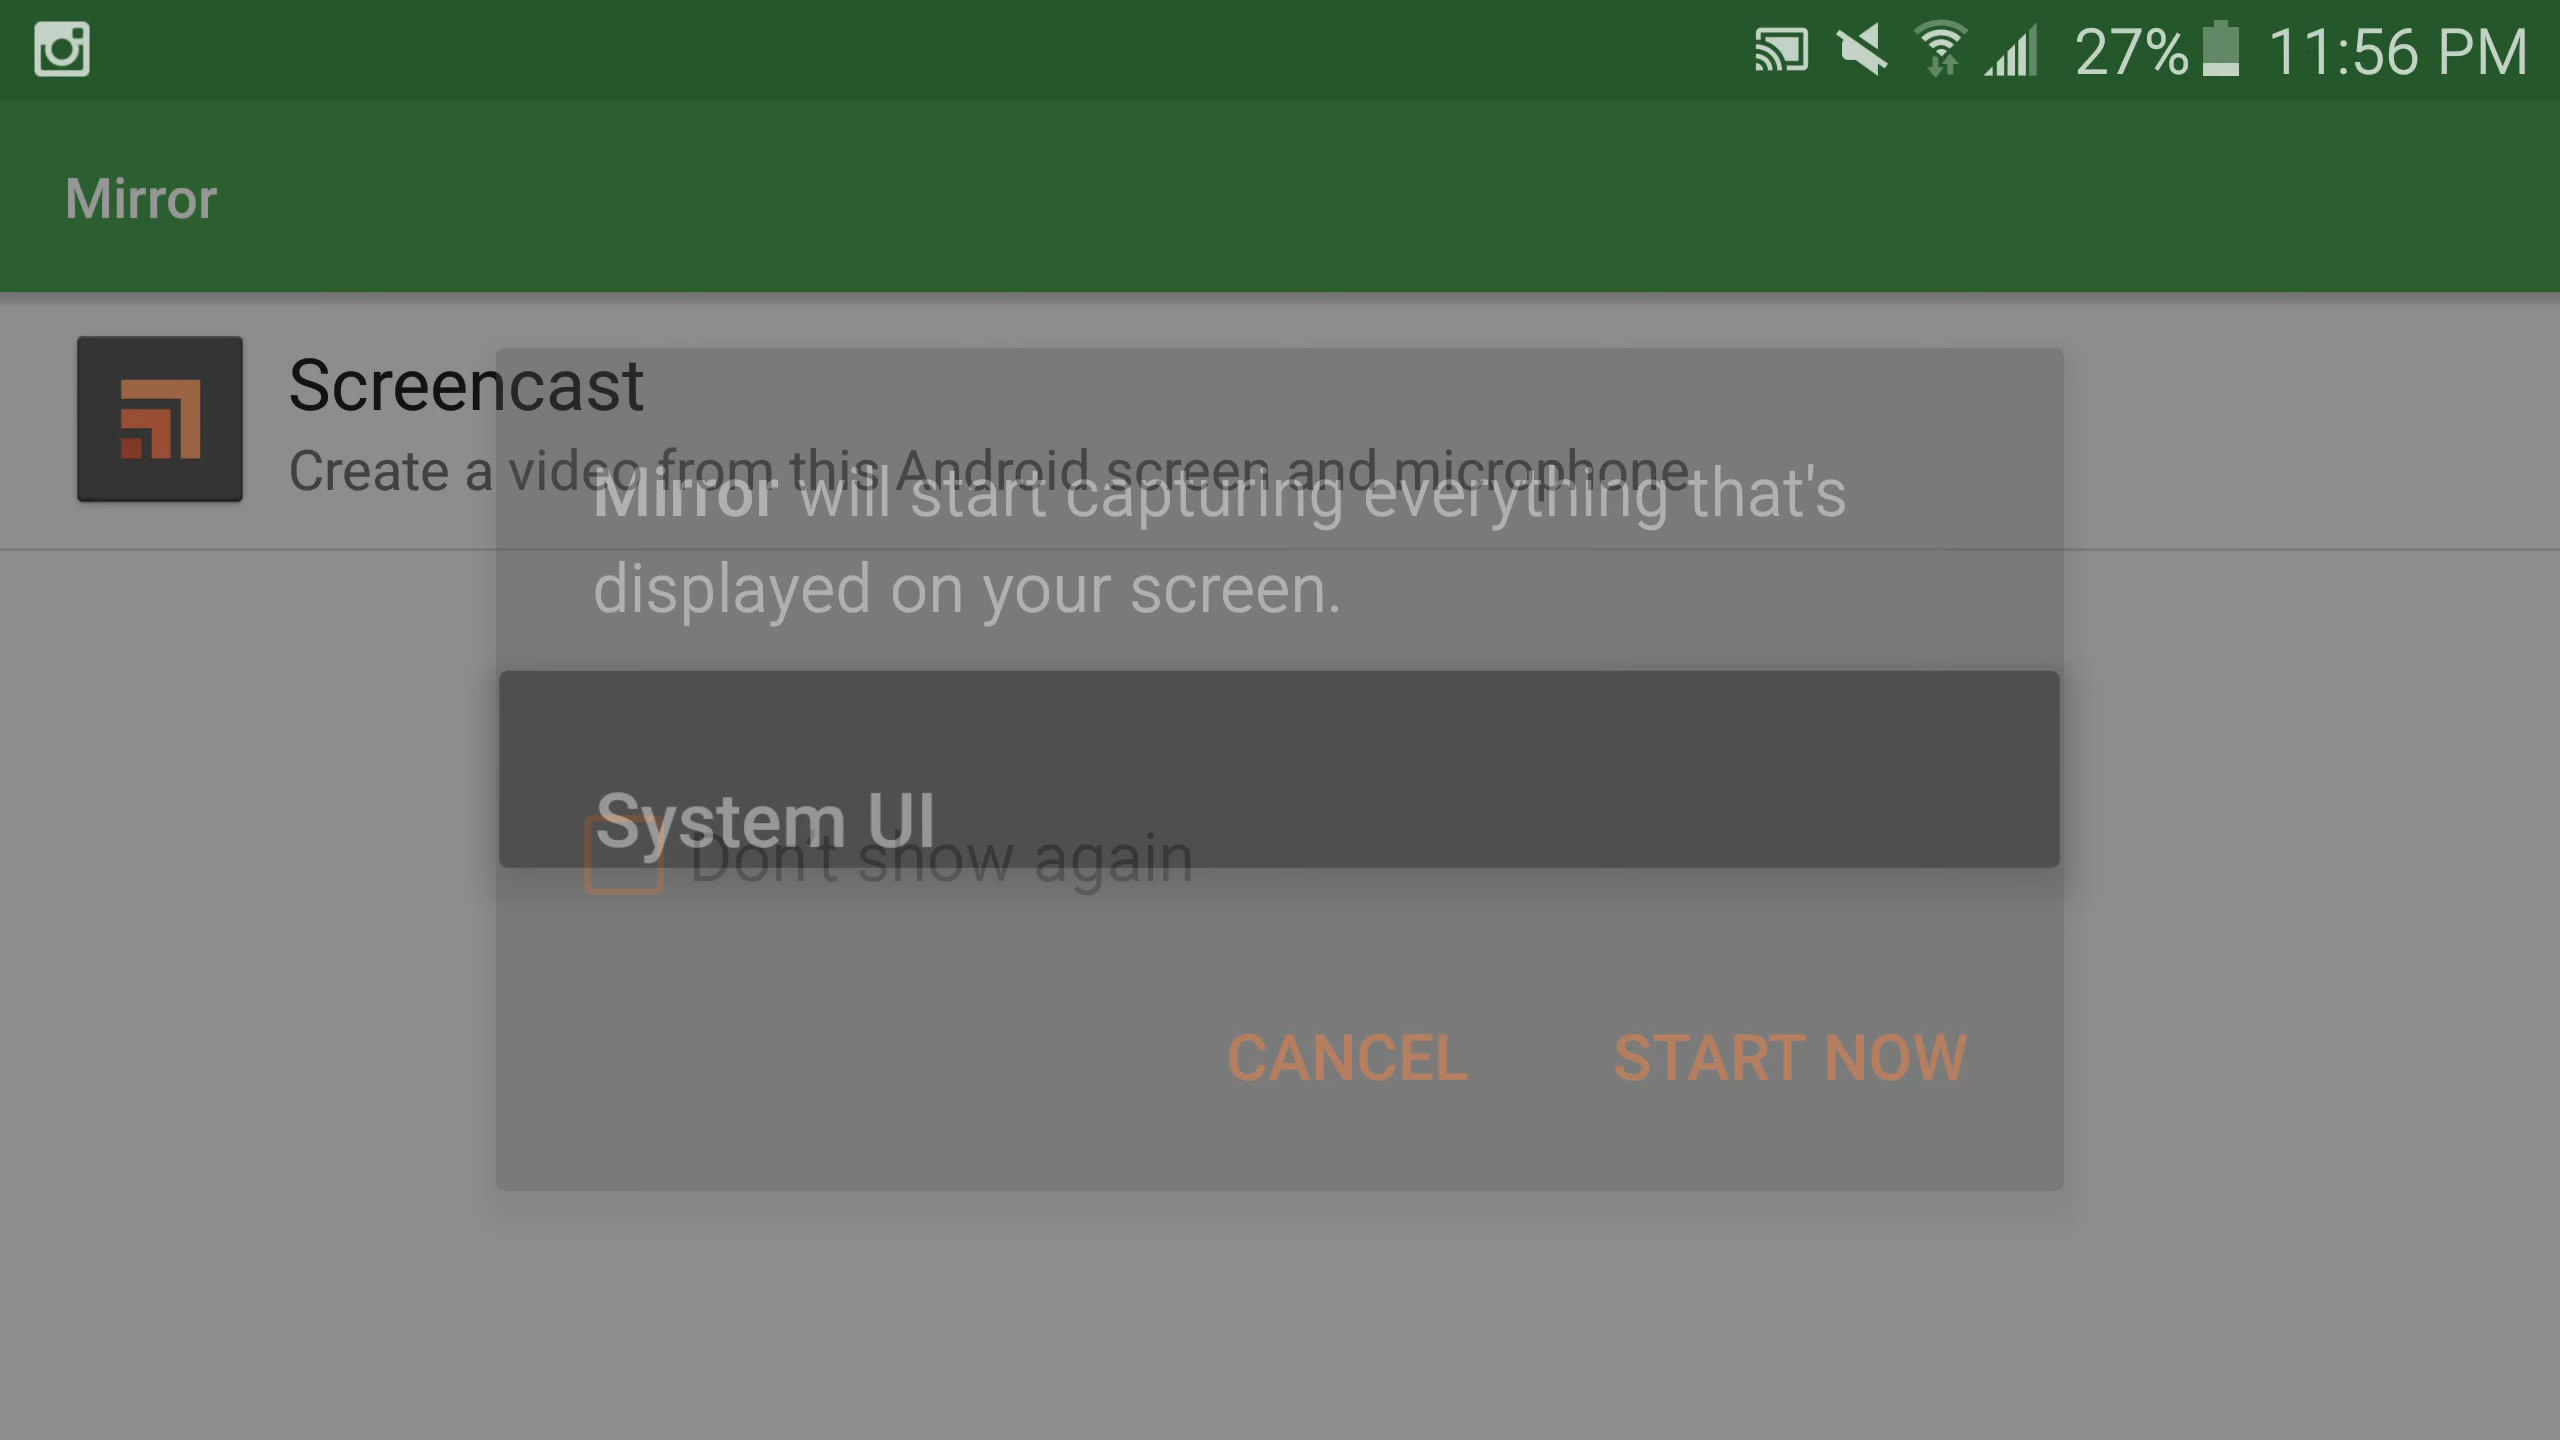 27% 11:56 PM
Mirror
Screencast
Create a video from this Android screen and microphone
Mirror will start capturing everything that's
displayed on your screen.
System UI
Don't show again
CANCEL START NOW